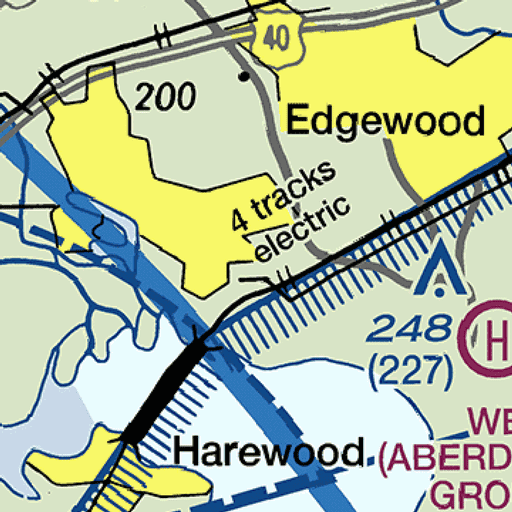 40
200
Edgewood
4 tracks
electric
248
(227)
H
WE
Harewood
(ABERD
GRO